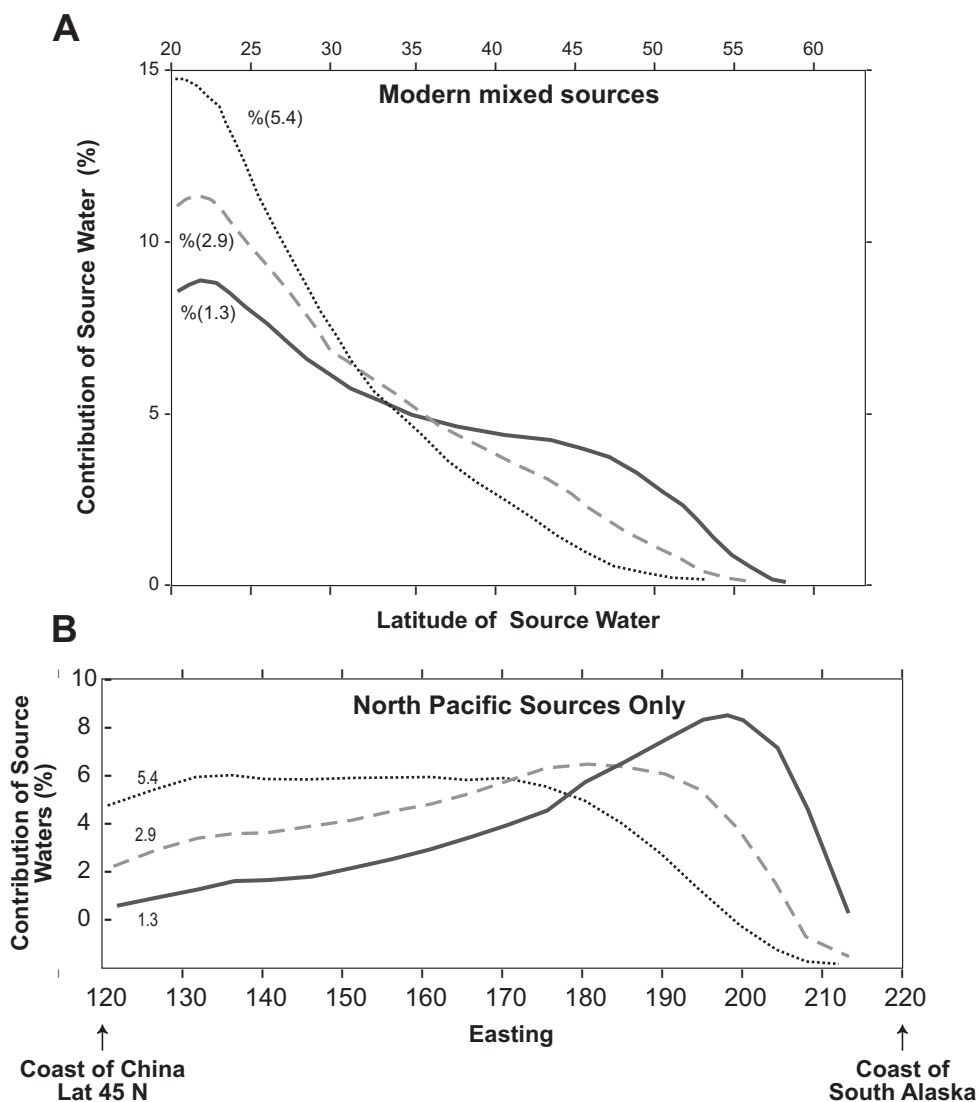 A
20 25 30 35 40 45 50 55 60
15
Modern mixed sources
%(5.4)
10
%(2.9)
%(1.3)
5
0
Contribution of Source Water (%)
Latitude of Source Water
B
10
North Pacific Sources Only
8
6
5.4
4
2.9
2
0
1.3
Contribution of Source
Waters (%)
120 130 140 150 160 170 180 190 200 210 220
Easting
Coast of China
Lat 45 N
Coast of
South Alaska